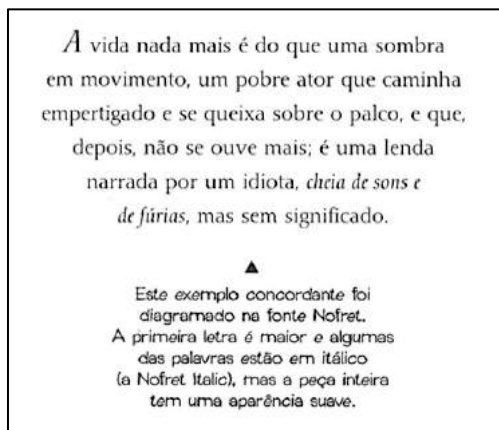 A vida nada mais é do que uma sombra
em movimento, um pobre ator que caminha
empertigado e se queixa sobre o palco, e que,
depois, não se ouve mais; é uma lenda
narrada por um idiota, cheia de sons e
de fúrias, mas sem significado.
Este exemplo concordante foi
diagramado na fonte Nofret.
A primeira letra é maior e algumas
das palavras estão em itálico
(a Nofret Italic), mas a peça inteira
tem uma aparência suave.